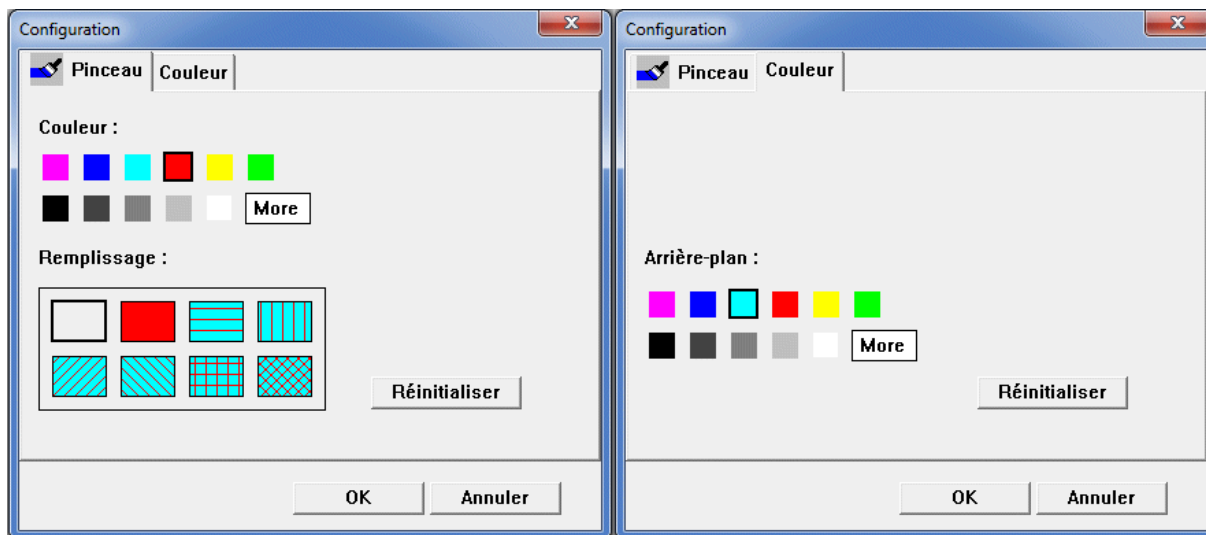 Configuration
Pinceau Couleur
Couleur :
More
Remplissage :
Réinitialiser
OK Annuler
Configuration
Pinceau Couleur
Arrière-plan :
More
Réinitialiser
OK Annuler